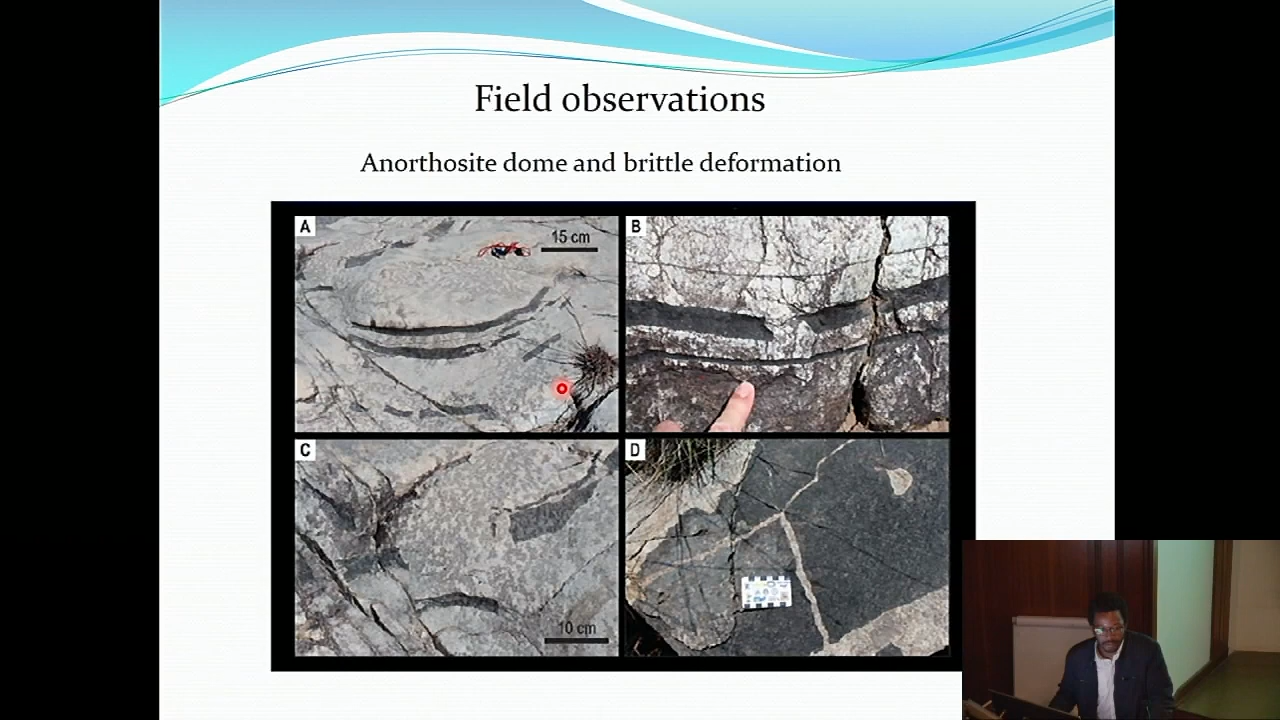 Field observations
Anorthosite dome and brittle deformation
A
15 cm
B
C
10 cm
D